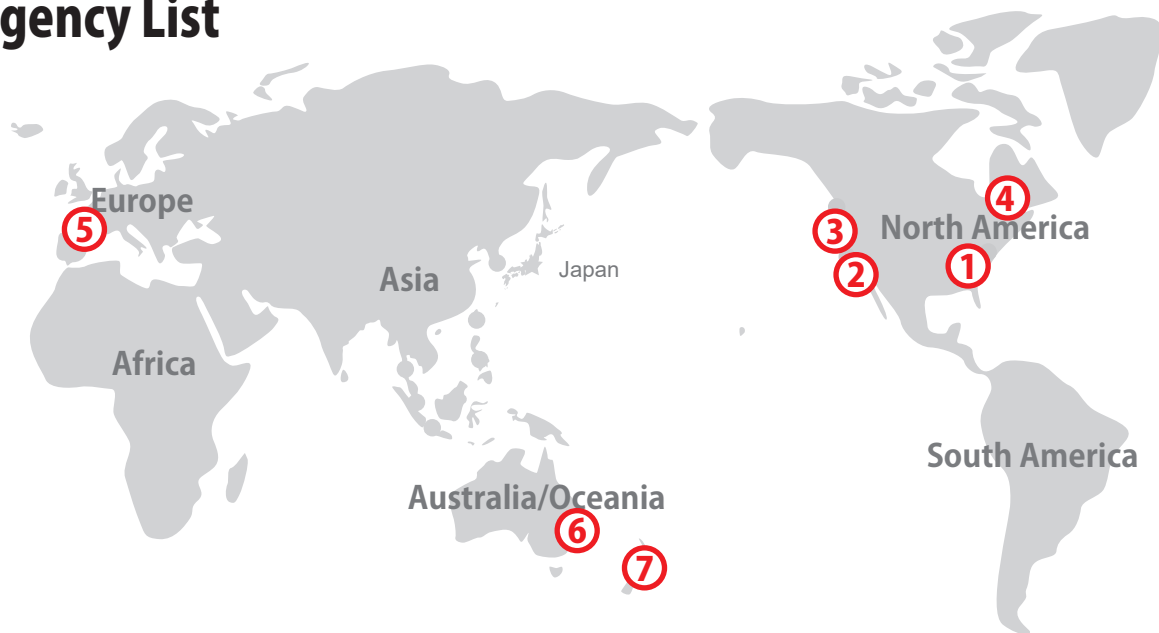 gency List
Europe
⑤
Asia
Japan
Africa
③
④
North America
②
①
South America
Australia/Oceania
⑥
⑦